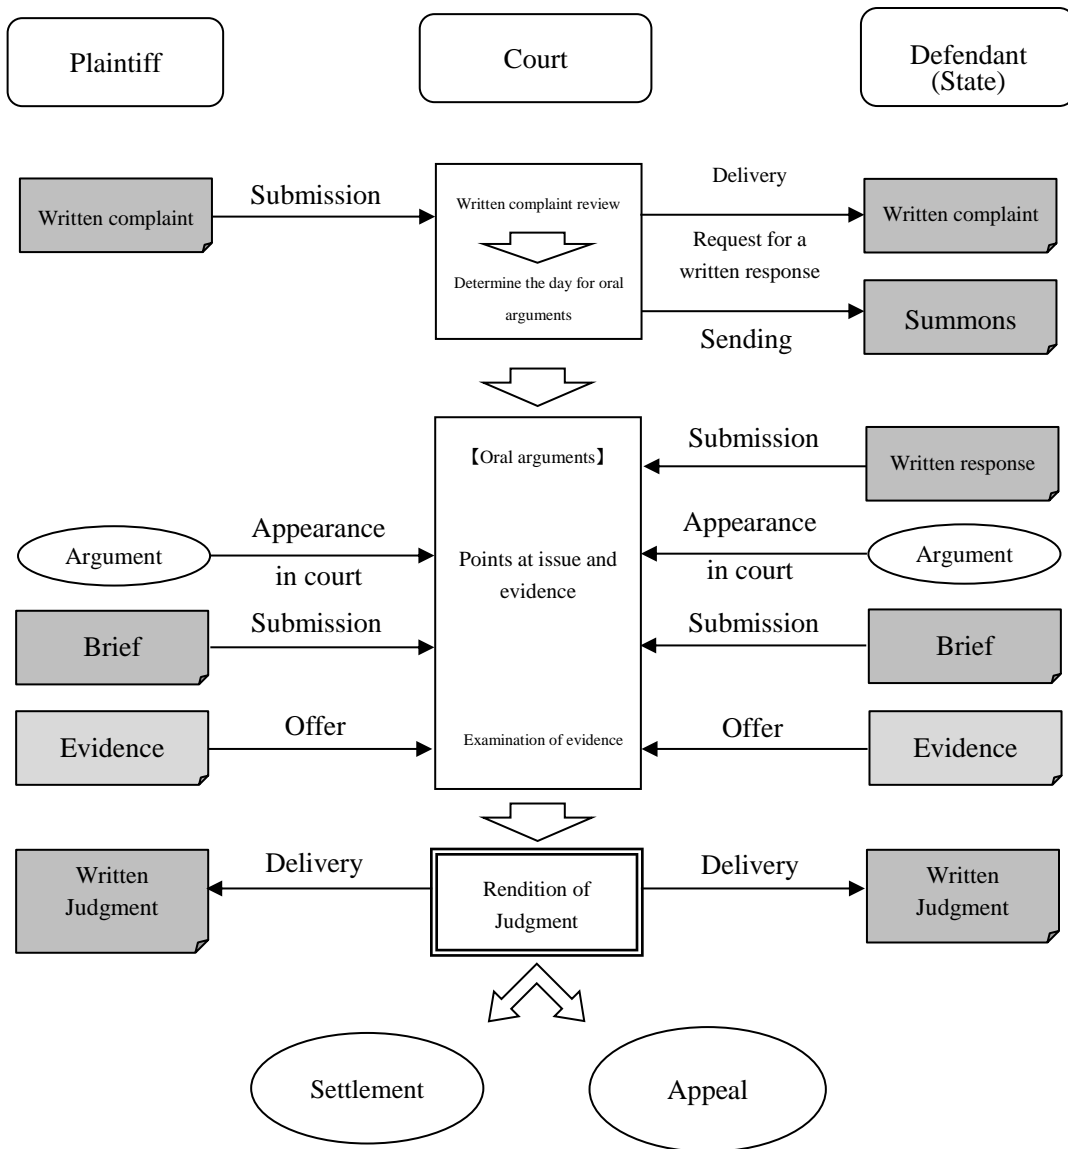 Plaintiff
Court
Defendant
(State)
Written complaint
Submission
Written complaint review
Determine the day for oral
arguments
Delivery
Request for a
written response
Sending
Written complaint
Summons
【Oral arguments】
Points at issue and
evidence
Examination of evidence
Submission
Written response
Argument
Appearance
in court
Appearance
in court
Argument
Brief
Submission
Submission
Brief
Evidence
Offer
Offer
Evidence
Written
Judgment
Delivery
Rendition of
Judgment
Delivery
Written
Judgment
Settlement
Appeal